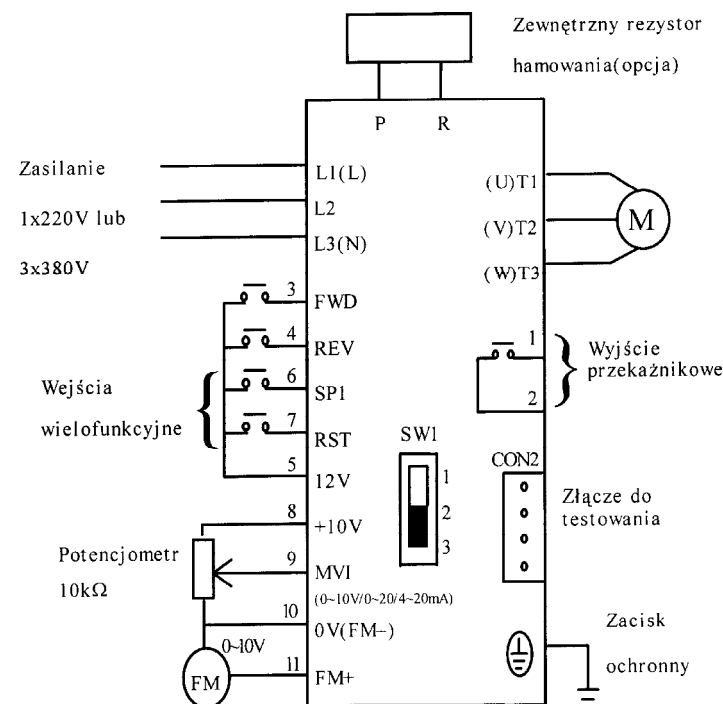 Zewnętrzny rezystor
hamowania(opcja)
P R
Zasilanie
1x220V lub
3x380V
L1(L)
L2
L3(N)
(U)T1
(V)T2
(W)T3
M
3 FWD
4 REV
6 SP1
7 RST
5 12V
Wejścia
wielofunkcyjne
1
2
Wyjście
przekaźnikowe
SW1
1
2
3
CON2
Złącze do
testowania
8 +10V
9 MVI
(0~10V/0~20/4~20mA)
10 0V(FM−)
11 FM+
Potencjometr
10kΩ
0~10V
FM
Zacisk
ochronny